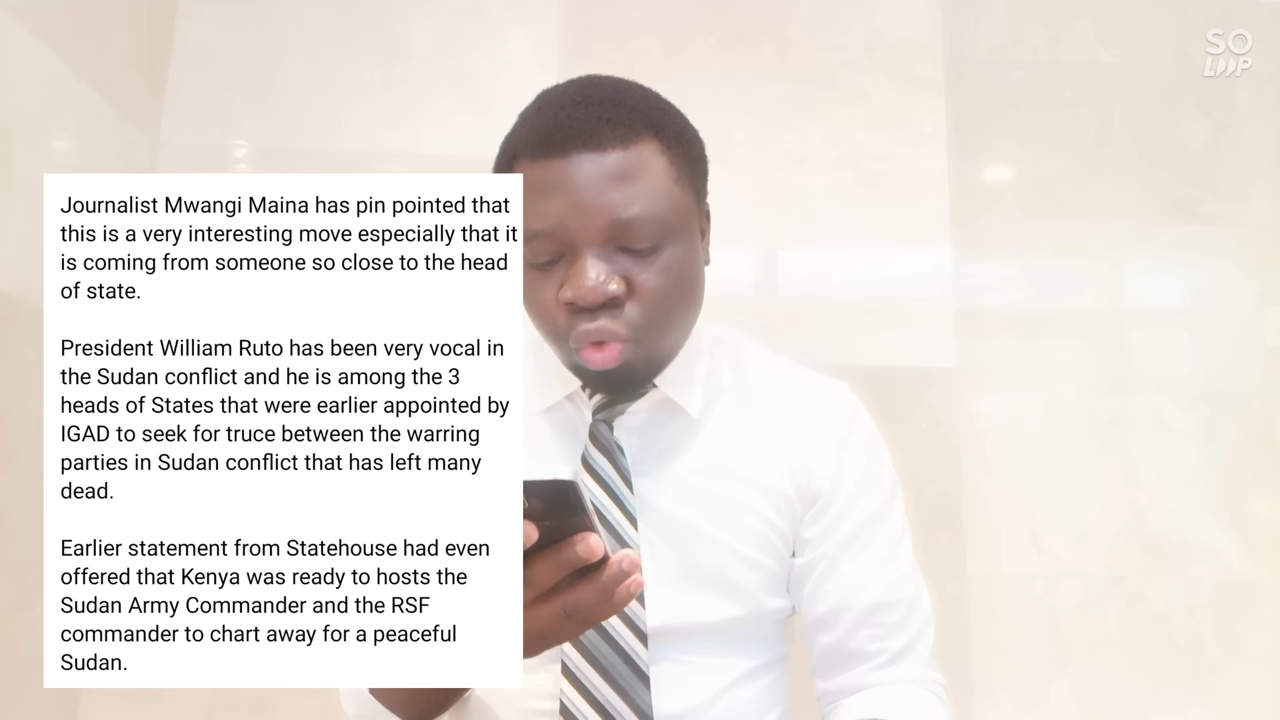 SO
LOOP
Journalist Mwangi Maina has pin pointed that
this is a very interesting move especially that it
is coming from someone so close to the head
of state.
President William Ruto has been very vocal in
the Sudan conflict and he is among the 3
heads of States that were earlier appointed by
IGAD to seek for truce between the warring
parties in Sudan conflict that has left many
dead.
Earlier statement from Statehouse had even
offered that Kenya was ready to hosts the
Sudan Army Commander and the RSF
commander to chart away for a peaceful
Sudan.